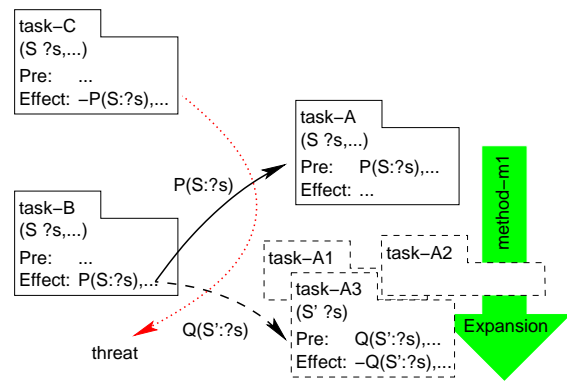 task–C
(S ?s,...)
Pre: ...
Effect: –P(S:?s),...
task–A
(S ?s,...)
Pre: P(S:?s),...
Effect: ...
P(S:?s)
task–B
(S ?s,...)
Pre: ...
Effect: P(S:?s),...
task–A1
task–A2
task–A3
(S' ?s)
Pre: Q(S':?s),...
Effect: –Q(S':?s),...
Q(S':?s)
threat
method–m1
Expansion